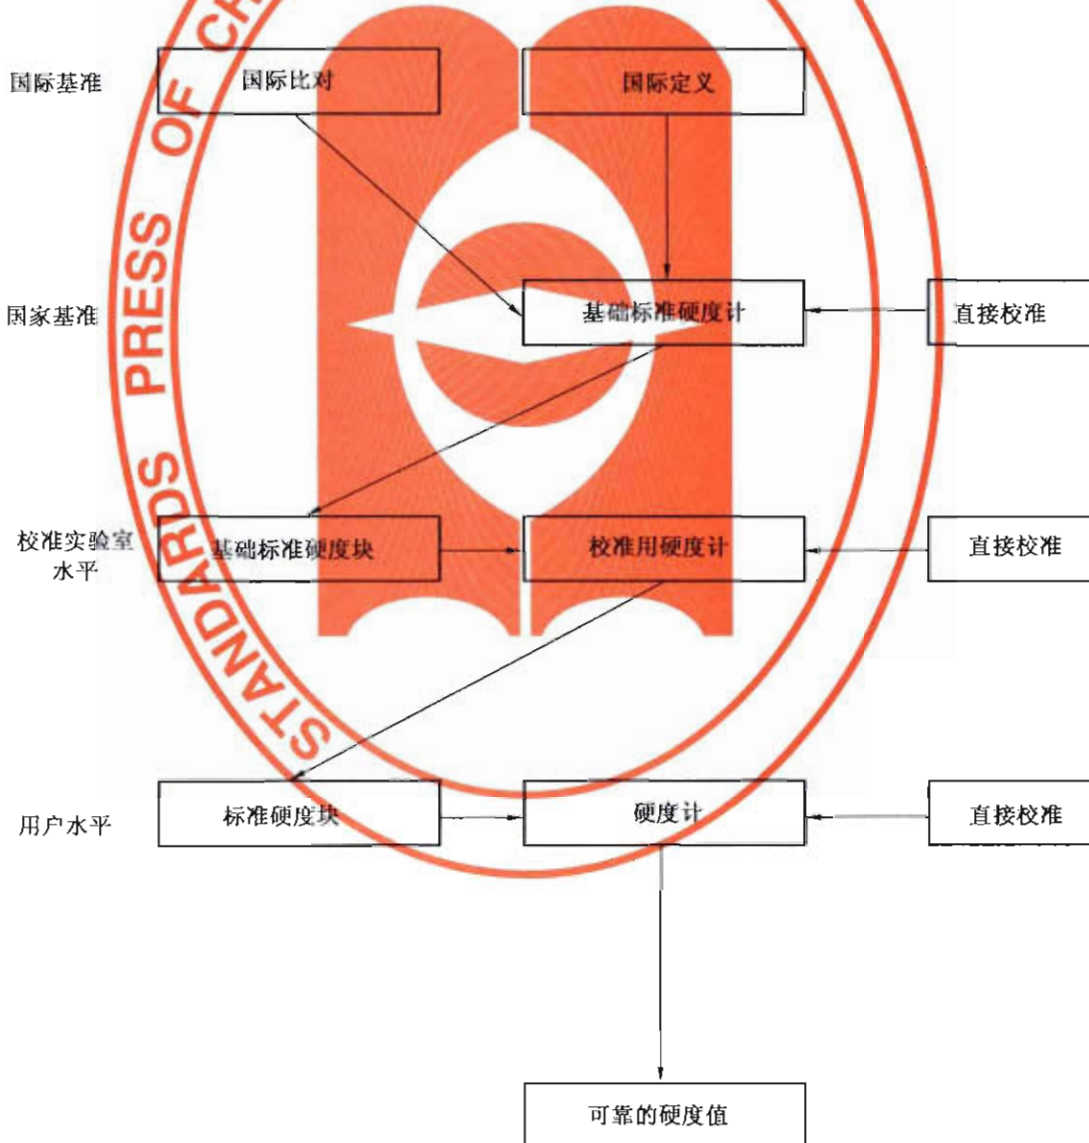 STANDARDS PRESS OF CH
国际基准
国际比对
国际定义
国家基准
基础标准硬度计
直接校准
校准实验室
水平
基础标准硬度块
校准用硬度计
直接校准
用户水平
标准硬度块
硬度计
直接校准
可靠的硬度值